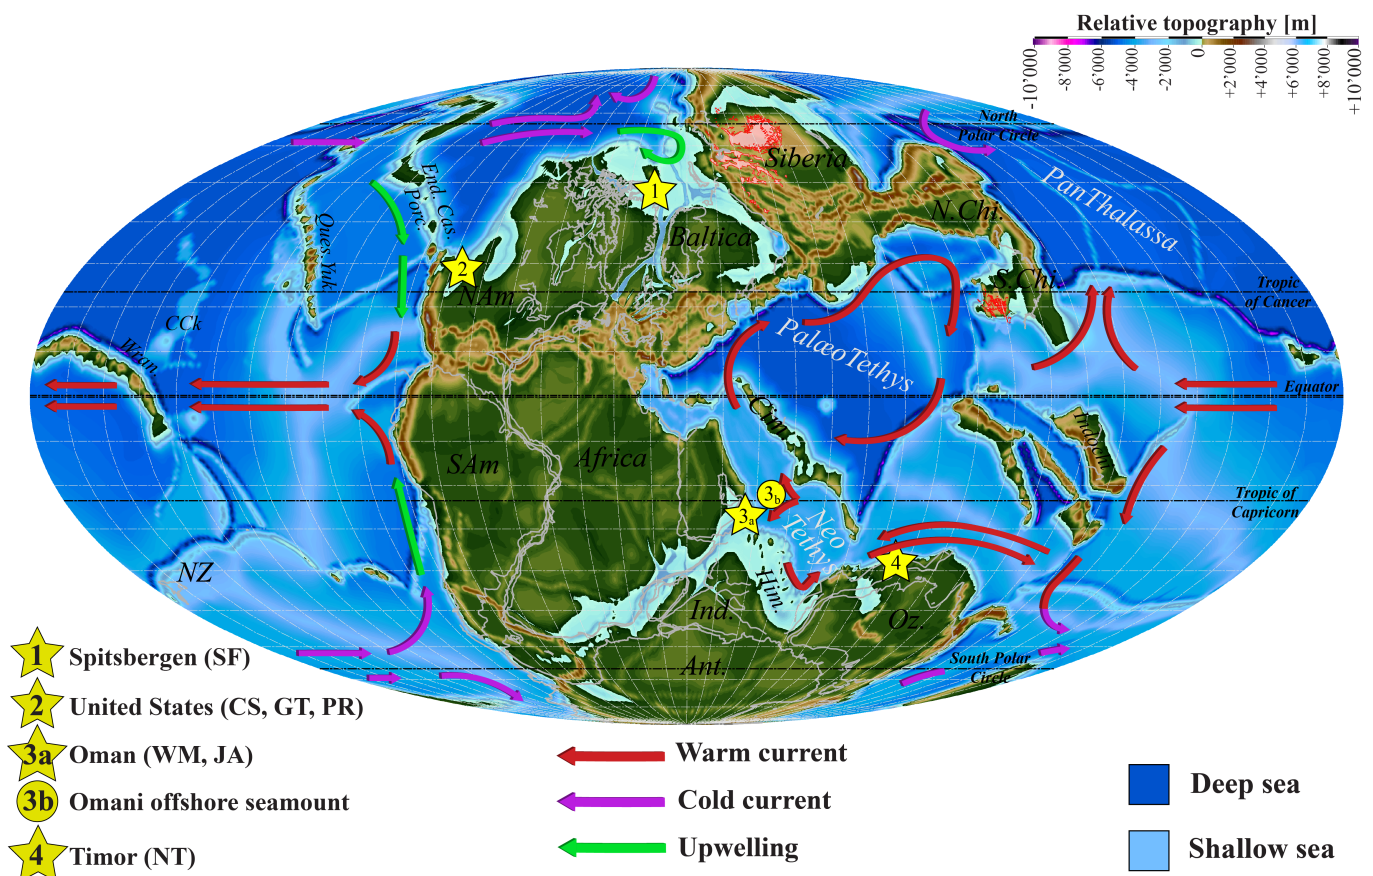 Relative topography [m]
-10'000
-8'000
-6'000
-4'000
-2'000
0
+2'000
+4'000
+6'000
+8'000
+10'000
North
Polar Circle
Siberia
PanThalassa
N.Chi.
End. Cas.
Porc.
1
Ques.Yuk
Baltica
2
NAm
S.Chi.
Tropic
of Cancer
CCk
Wran.
PalæoTethys
Equator
Cim.
Indoch.
SAm
Africa
3b
3a
Neo
Tethys
Tropic of
Capricorn
NZ
4
Him.
Ind.
Oz.
Ant.
South Polar
Circle
1 Spitsbergen (SF)
2 United States (CS, GT, PR)
3a Oman (WM, JA)
3b Omani offshore seamount
4 Timor (NT)
Warm current
Cold current
Upwelling
Deep sea
Shallow sea